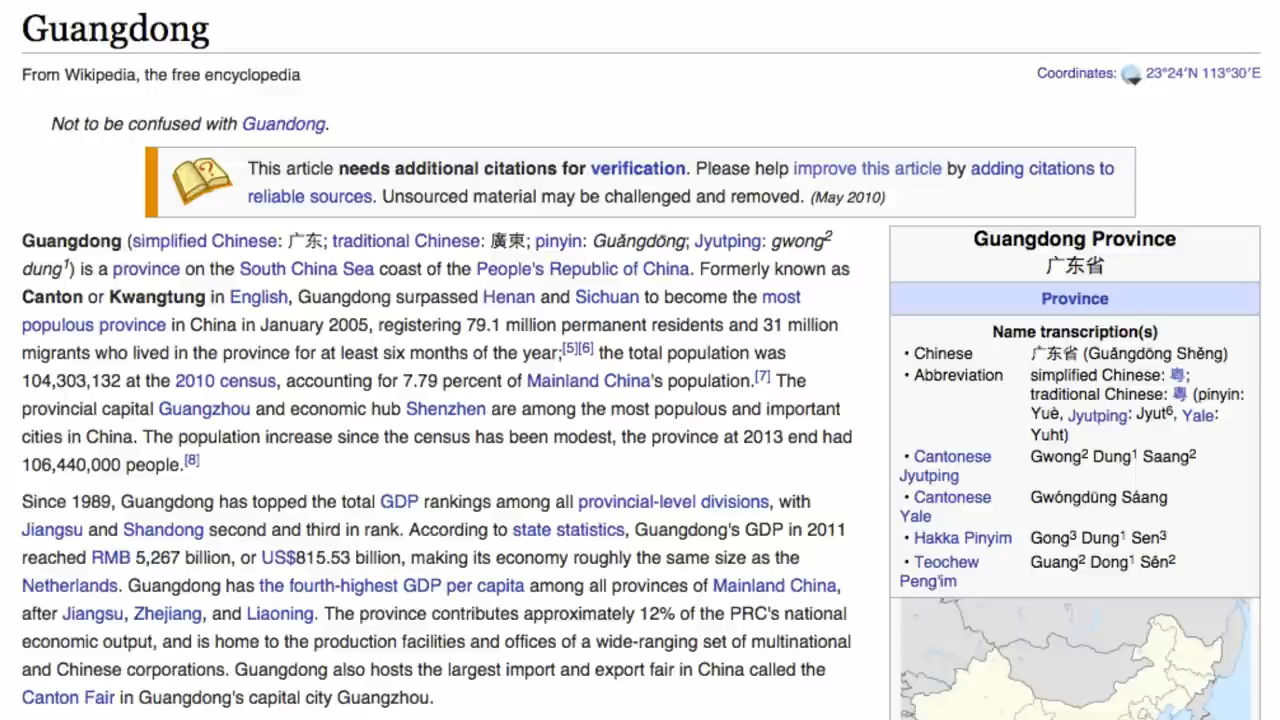 Guangdong
From Wikipedia, the free encyclopedia
Coordinates: 23°24′N 113°30′E
Not to be confused with Guandong.
This article needs additional citations for verification. Please help improve this article by adding citations to
reliable sources. Unsourced material may be challenged and removed. (May 2010)
Guangdong (simplified Chinese: 广东; traditional Chinese: 廣東; pinyin: Guǎngdōng; Jyutping: gwong2
dung1) is a province on the South China Sea coast of the People's Republic of China. Formerly known as
Canton or Kwangtung in English, Guangdong surpassed Henan and Sichuan to become the most
populous province in China in January 2005, registering 79.1 million permanent residents and 31 million
migrants who lived in the province for at least six months of the year;[5][6] the total population was
104,303,132 at the 2010 census, accounting for 7.79 percent of Mainland China's population.[7] The
provincial capital Guangzhou and economic hub Shenzhen are among the most populous and important
cities in China. The population increase since the census has been modest, the province at 2013 end had
106,440,000 people.[8]
Since 1989, Guangdong has topped the total GDP rankings among all provincial-level divisions, with
Jiangsu and Shandong second and third in rank. According to state statistics, Guangdong's GDP in 2011
reached RMB 5,267 billion, or US$815.53 billion, making its economy roughly the same size as the
Netherlands. Guangdong has the fourth-highest GDP per capita among all provinces of Mainland China,
after Jiangsu, Zhejiang, and Liaoning. The province contributes approximately 12% of the PRC's national
economic output, and is home to the production facilities and offices of a wide-ranging set of multinational
and Chinese corporations. Guangdong also hosts the largest import and export fair in China called the
Canton Fair in Guangdong's capital city Guangzhou.
Guangdong Province
广东省
Province
Name transcription(s)
• Chinese 广东省 (Guǎngdōng Shěng)
• Abbreviation simplified Chinese: 粤;
traditional Chinese: 粵 (pinyin:
Yuè, Jyutping: Jyut6, Yale:
Yuht)
• Cantonese Gwong2 Dung1 Saang2
Jyutping
• Cantonese Gwóngdūng Sáang
Yale
• Hakka Pinyim Gong3 Dung1 Sen3
• Teochew Guang2 Dong1 Sên2
Peng'im